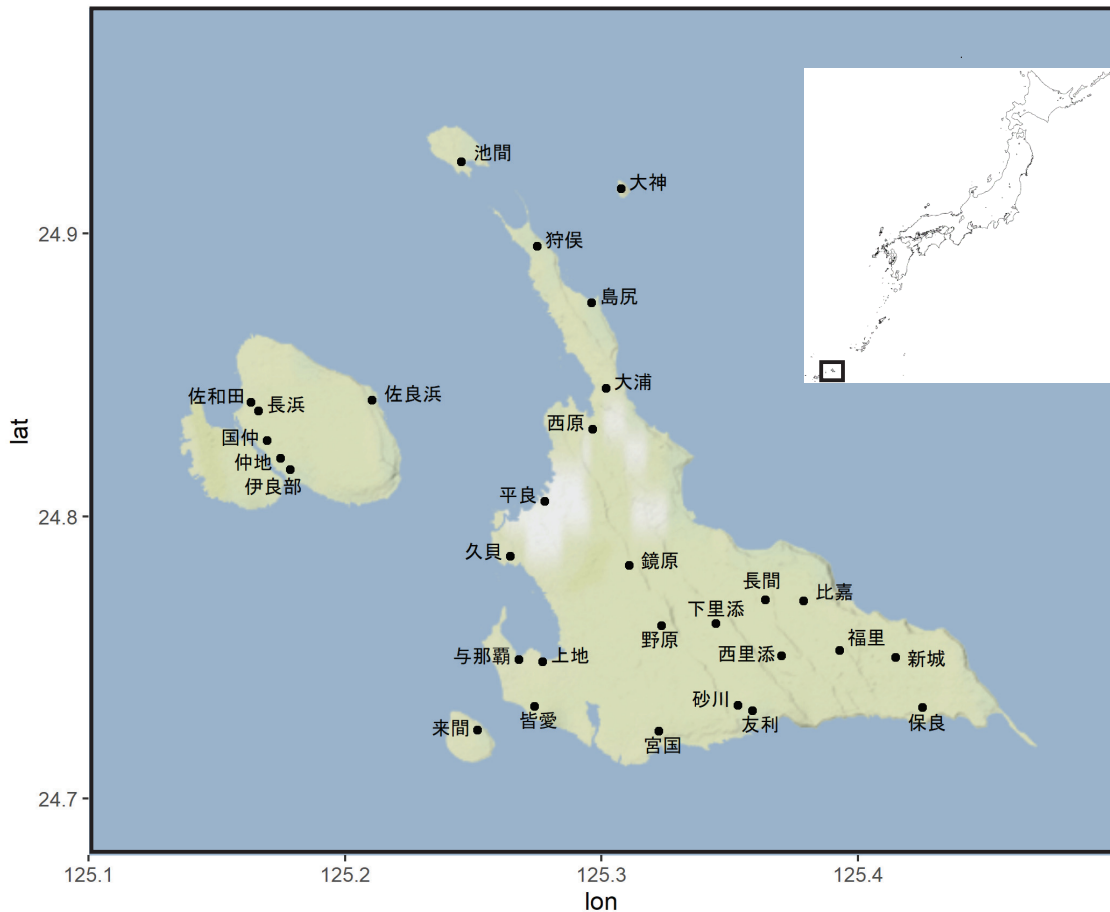 池間
大神
狩俣
24.9
島尻
大浦
佐和田
長浜
佐良浜
西原
国仲
仲地
伊良部
平良
24.8
久貝
鏡原
長間
比嘉
下里添
野原
福里
西里添
新城
与那覇
上地
砂川
友利
保良
皆愛
来間
宮国
24.7
lat
125.1
125.2
125.3
125.4
lon